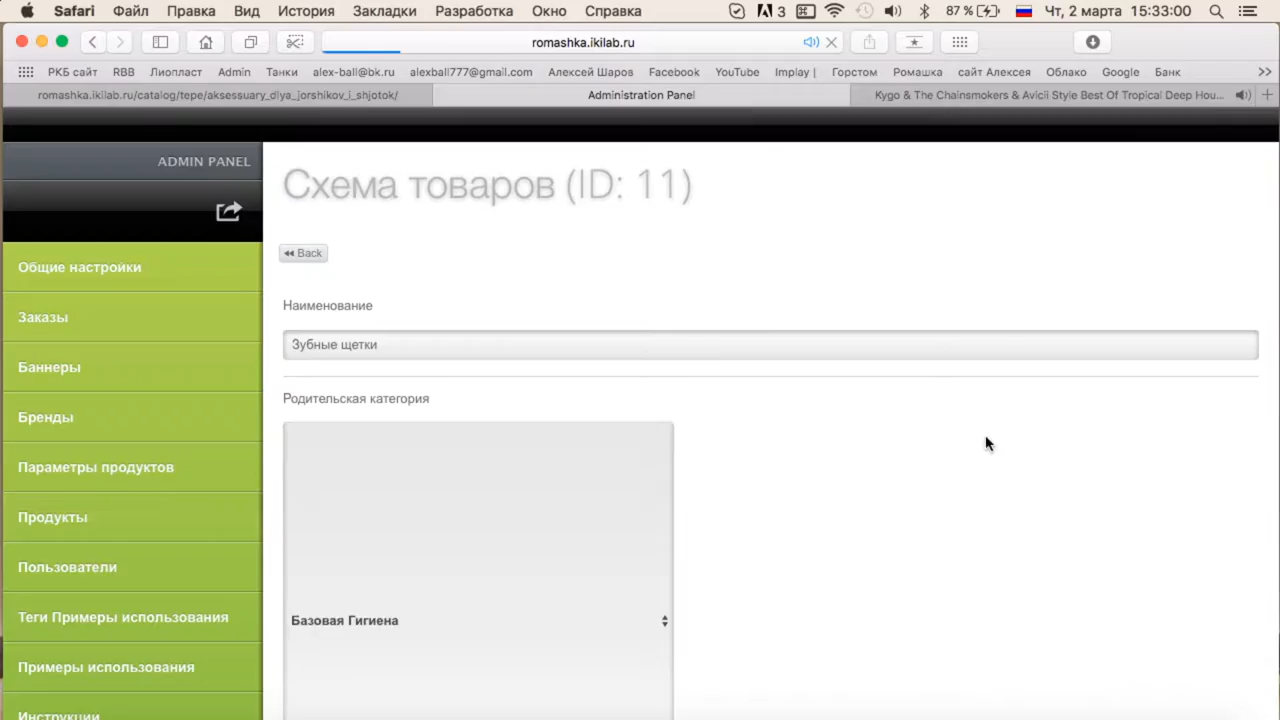 Safari Файл Правка Вид История Закладки Разработка Окно Справка 3 87 % Чт, 2 марта 15:33:00
romashka.ikilab.ru
РКБ сайт RBB Лиопласт Admin Танки alex-ball@bk.ru alexball777@gmail.com Алексей Шаров Facebook YouTube Implay | Горстом Ромашка сайт Алексея Облако Google Банк >>
romashka.ikilab.ru/catalog/tepe/aksessuary_dlya_jorshikov_i_shjotok/ Administration Panel Kygo & The Chainsmokers & Avicii Style Best Of Tropical Deep Hou...
ADMIN PANEL
Схема товаров (ID: 11)
Back
Общие настройки
Наименование
Заказы
Зубные щетки
Баннеры
Родительская категория
Бренды
Параметры продуктов
Продукты
Пользователи
Теги Примеры использования
Базовая Гигиена
Примеры использования
Инструкции